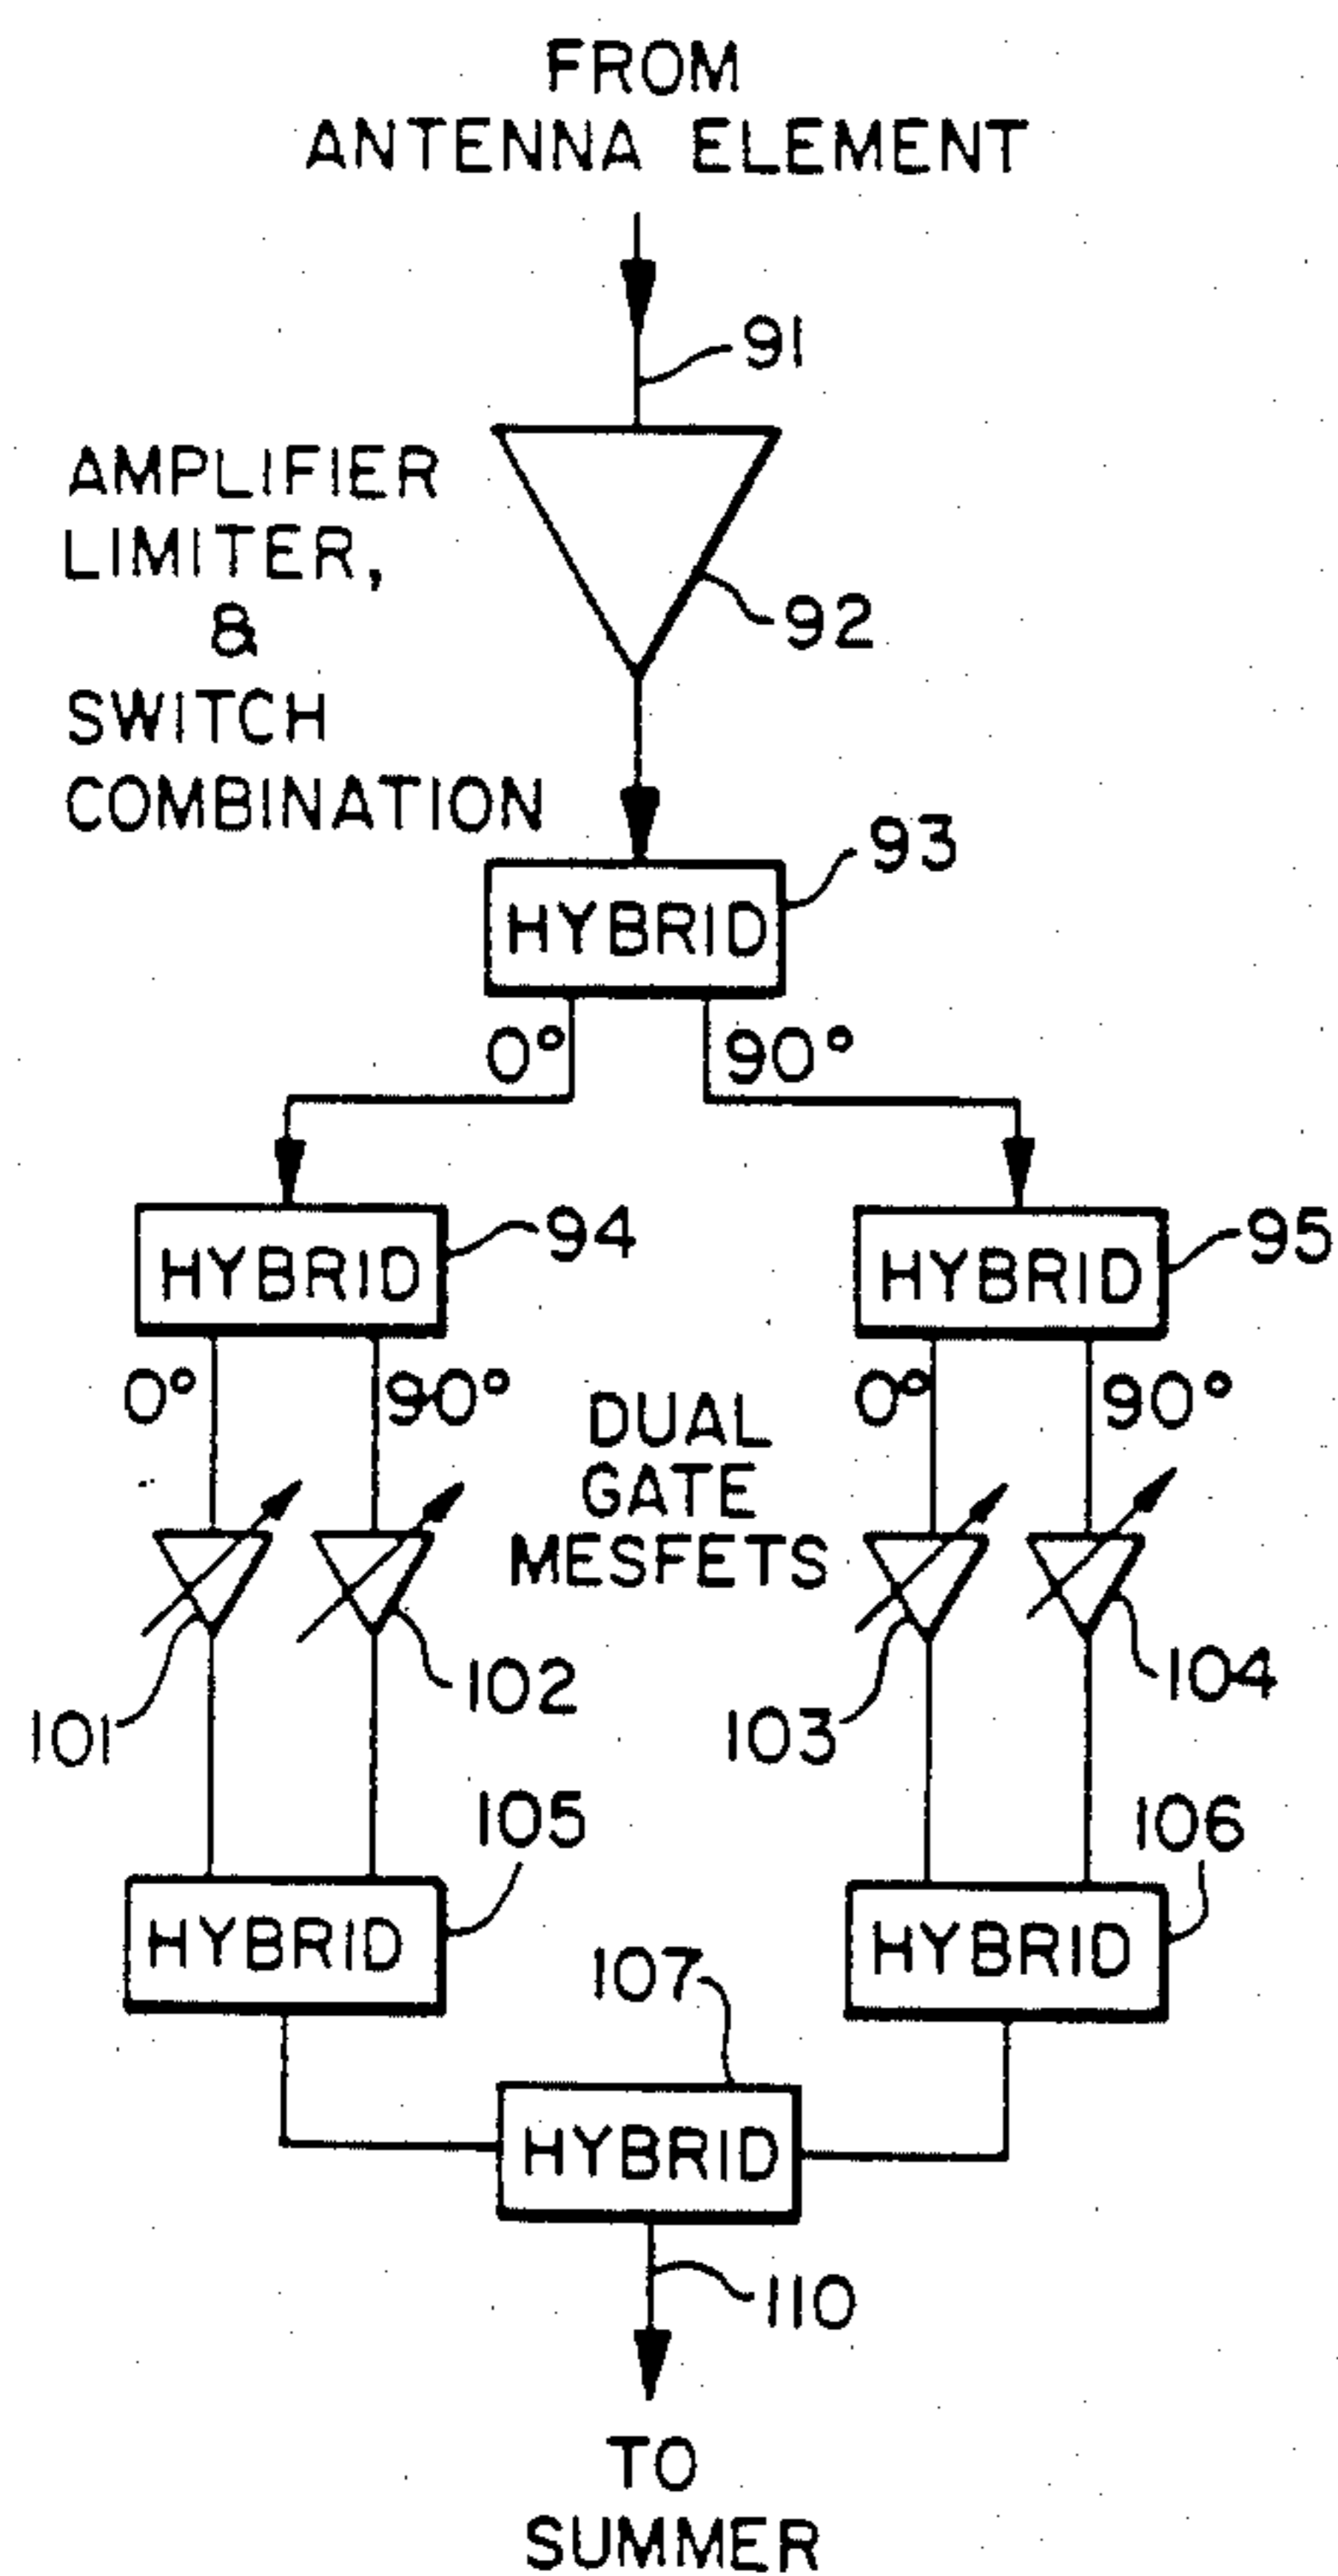 FROM
ANTENNA ELEMENT
91
AMPLIFIER
LIMITER,
&
SWITCH
COMBINATION
92
93
HYBRID
0° 90°
94 95
HYBRID HYBRID
0° 90° 0° 90°
DUAL
GATE
MESFETS
101 102 103 104
105 106
HYBRID HYBRID
107
HYBRID
110
TO
SUMMER